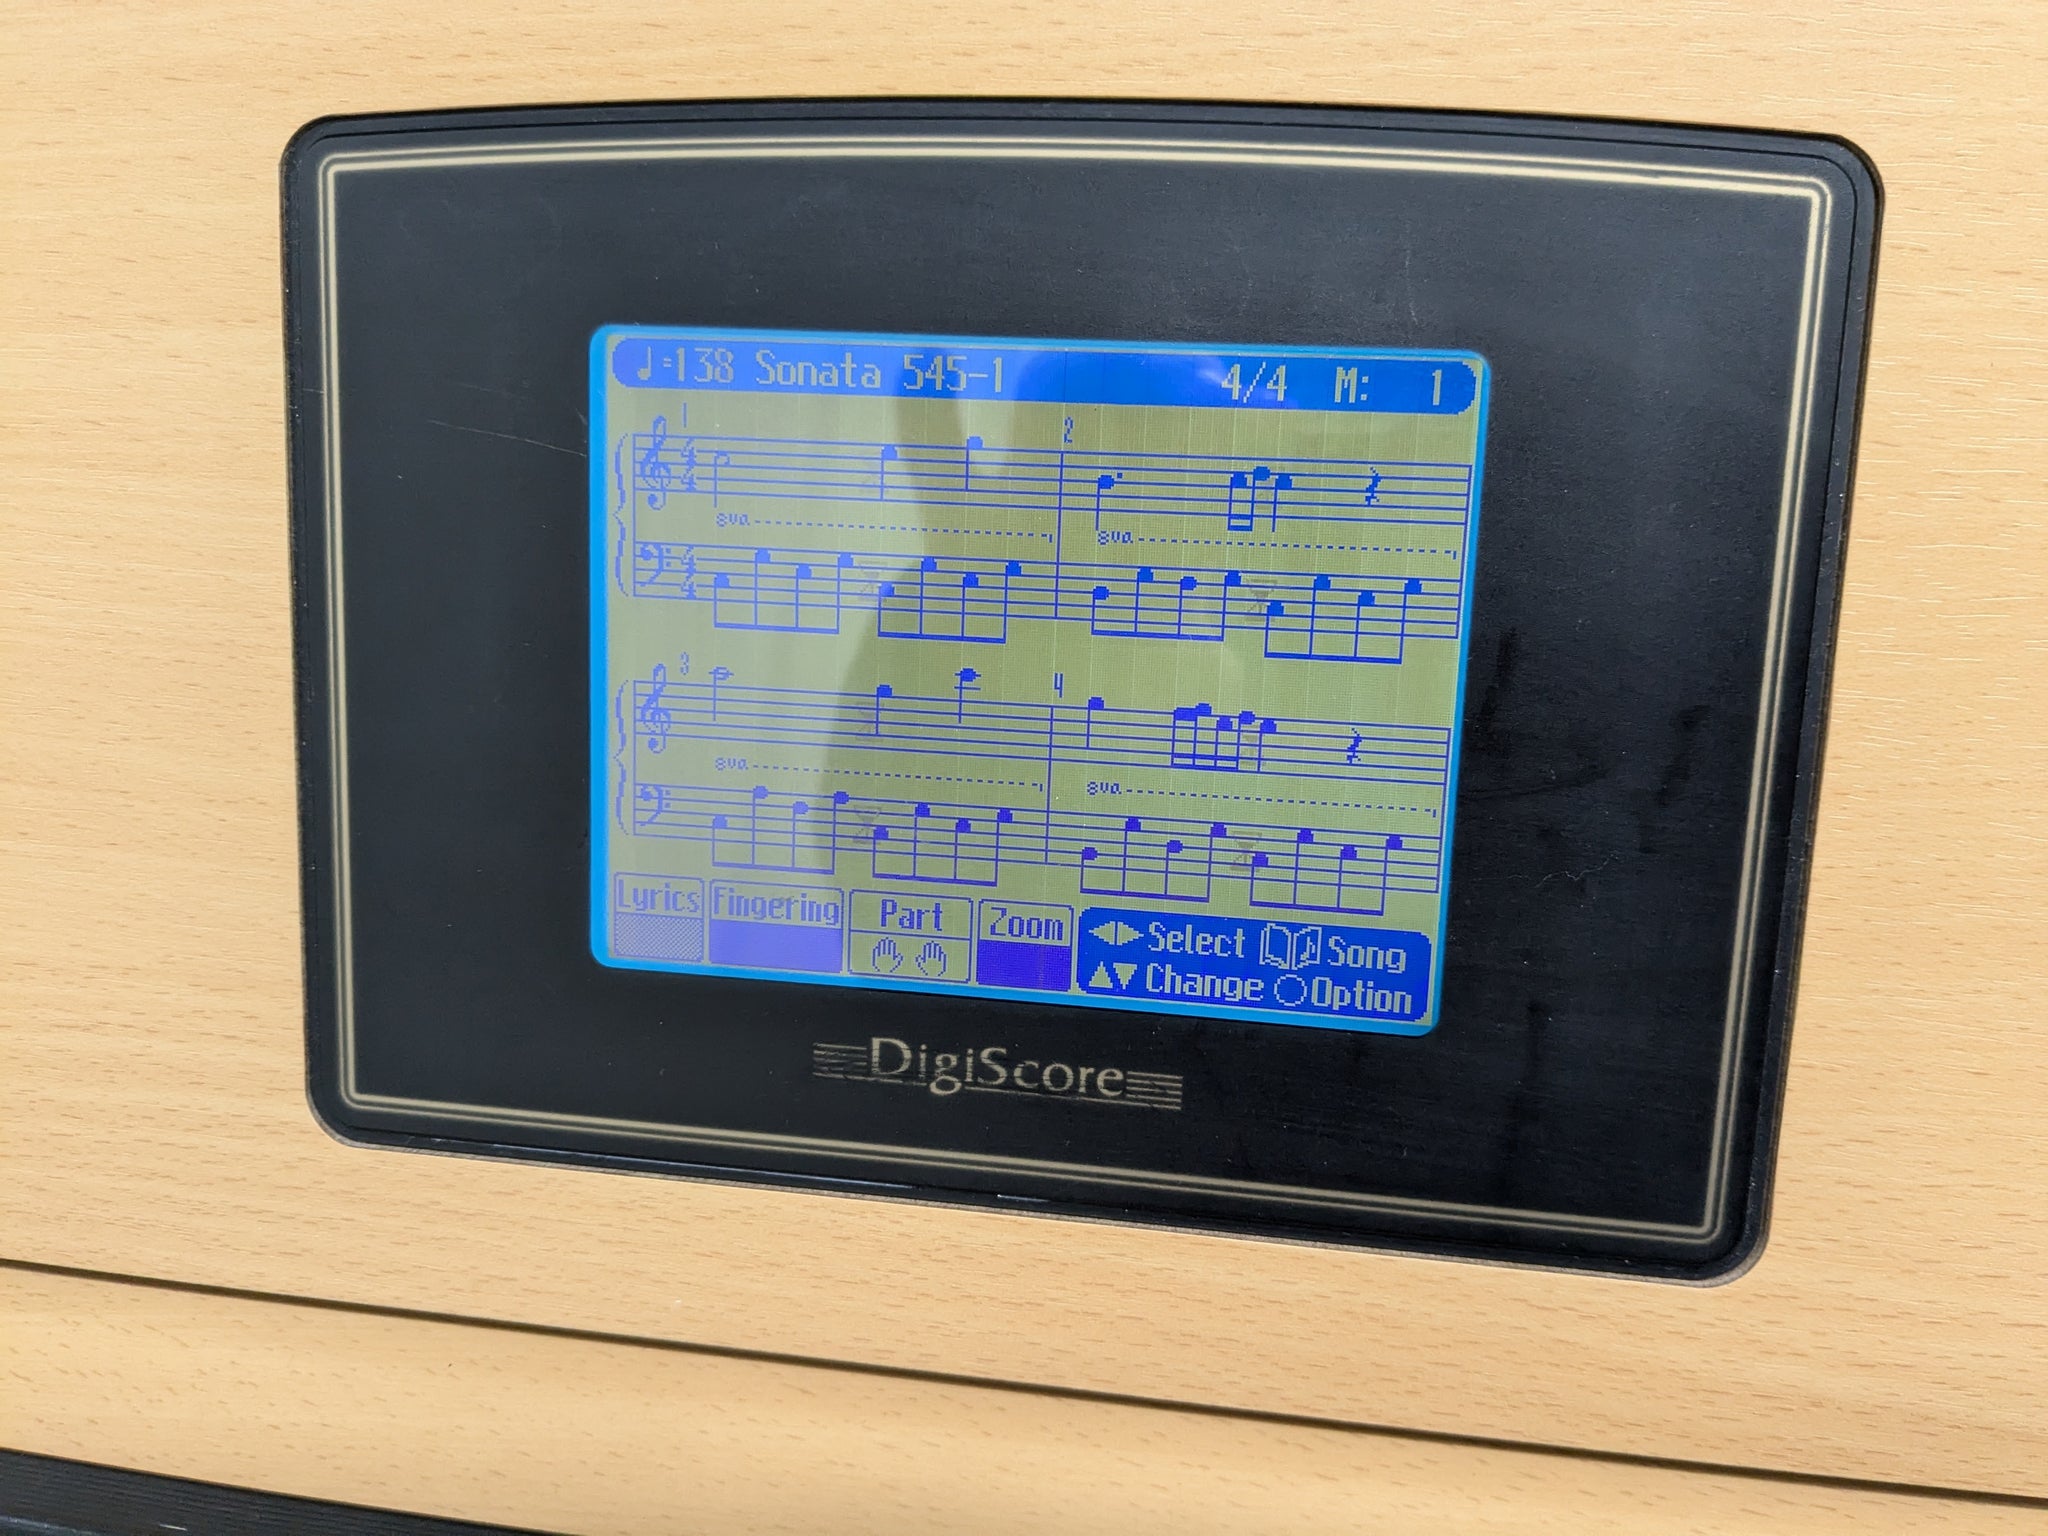 ♩=138 Sonata 545-1 4/4 M: 1
1 2
8va 8va
3 4
8va 8va
Lyrics Fingering Part Zoom
Select Song
Change Option
DigiScore